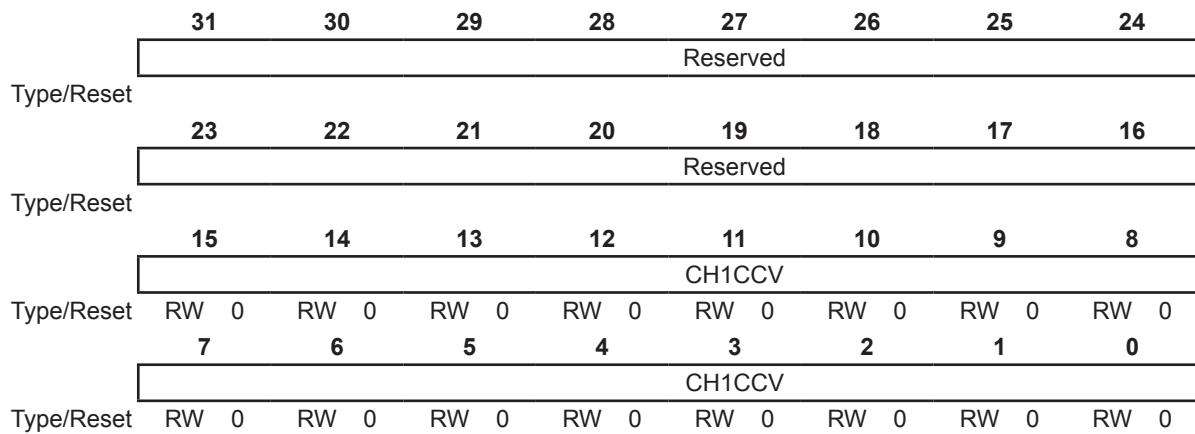 31 30 29 28 27 26 25 24
Reserved
Type/Reset
23 22 21 20 19 18 17 16
Reserved
Type/Reset
15 14 13 12 11 10 9 8
CH1CCV
Type/Reset RW 0 RW 0 RW 0 RW 0 RW 0 RW 0 RW 0 RW 0
7 6 5 4 3 2 1 0
CH1CCV
Type/Reset RW 0 RW 0 RW 0 RW 0 RW 0 RW 0 RW 0 RW 0